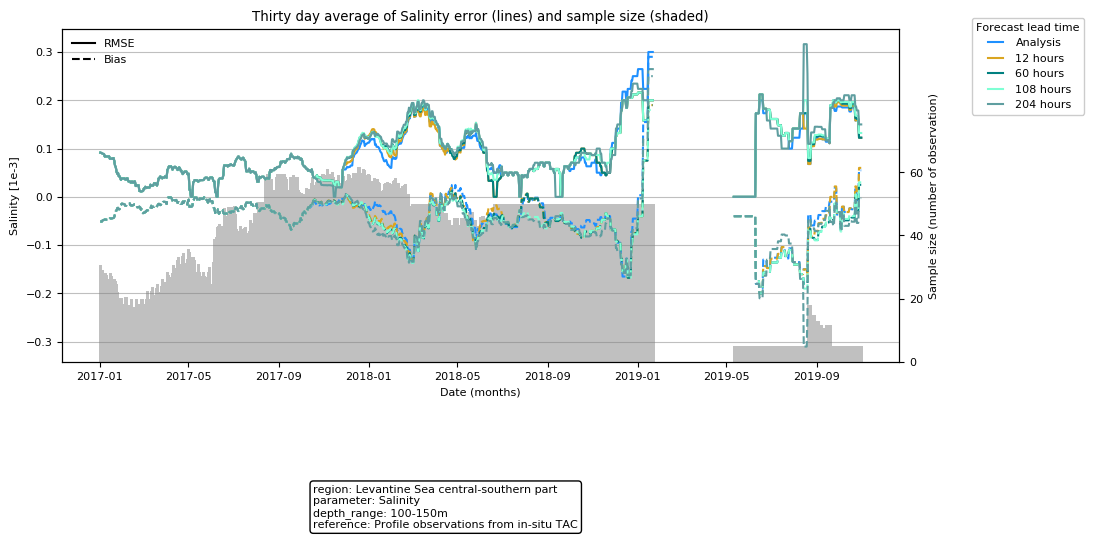 Thirty day average of Salinity error (lines) and sample size (shaded)
Forecast lead time
Analysis
12 hours
60 hours
108 hours
204 hours
RMSE
Bias
0.3
0.2
0.1
0.0
−0.1
−0.2
−0.3
Salinity [1e-3]
60
40
20
0
Sample size (number of observation)
2017-01 2017-05 2017-09 2018-01 2018-05 2018-09 2019-01 2019-05 2019-09
Date (months)
region: Levantine Sea central-southern part
parameter: Salinity
depth_range: 100-150m
reference: Profile observations from in-situ TAC